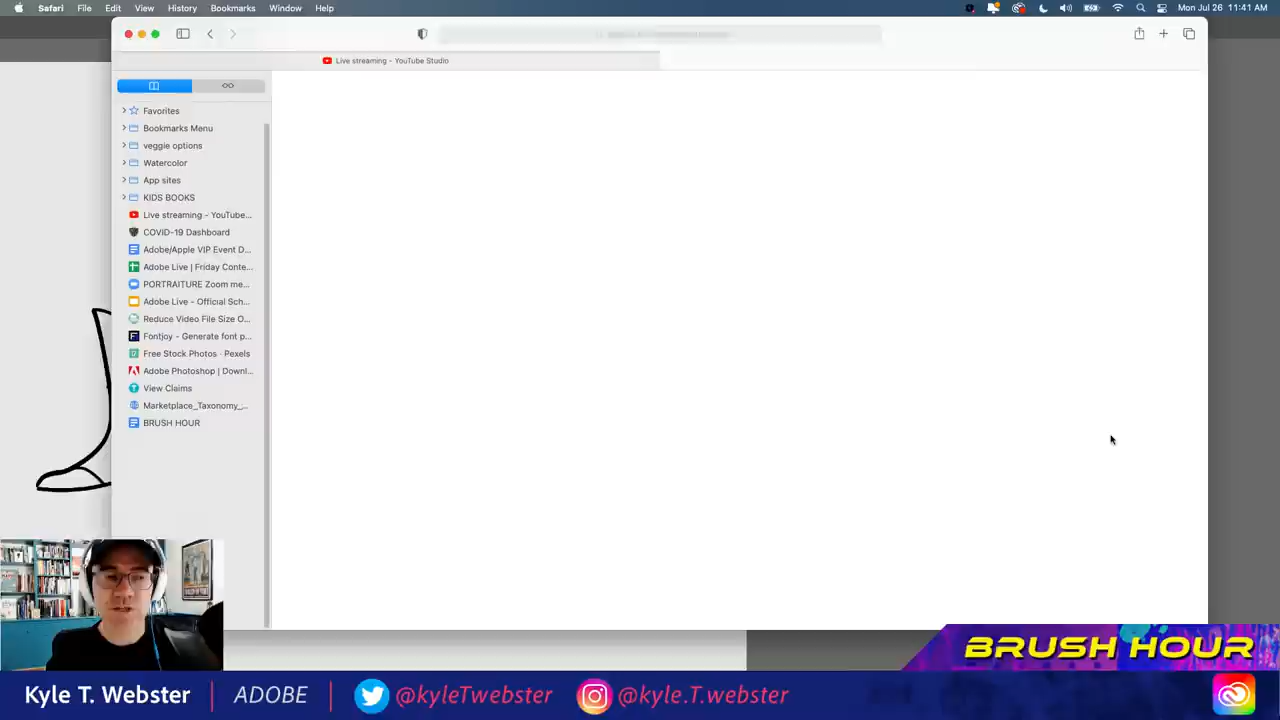 Safari File Edit View History Bookmarks Window Help
Mon Jul 26 11:41 AM
Live streaming - YouTube Studio
Favorites
Bookmarks Menu
veggie options
Watercolor
App sites
KIDS BOOKS
Live streaming - YouTube...
COViD-19 Dashboard
Adobe/Apple VIP Event D...
Adobe Live | Friday Conte...
PORTRAITURE Zoom me...
Adobe Live - Official Sch...
Reduce Video File Size O...
Fontjoy - Generate font p...
Free Stock Photos · Pexels
Adobe Photoshop | Downl...
View Claims
Marketplace_Taxonomy_...
BRUSH HOUR
BRUSH HOUR
Kyle T. Webster | ADOBE | @kyleTwebster @kyle.T.webster